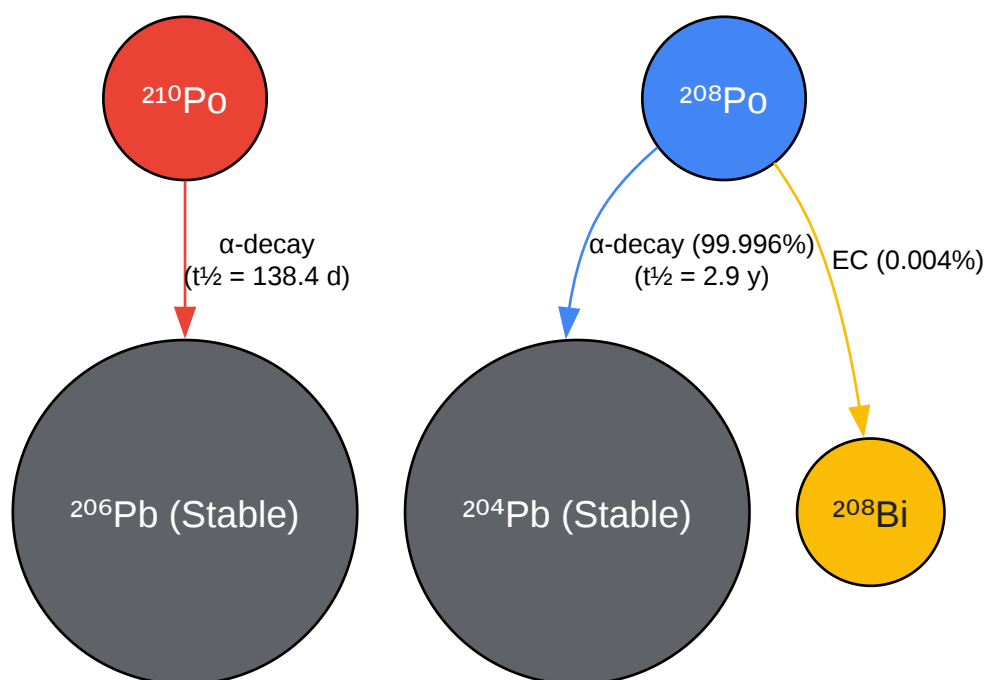 ²¹⁰Po
²⁰⁸Po
α-decay
(t½ = 138.4 d)
α-decay (99.996%)
(t½ = 2.9 y)
EC (0.004%)
²⁰⁶Pb (Stable)
²⁰⁴Pb (Stable)
²⁰⁸Bi